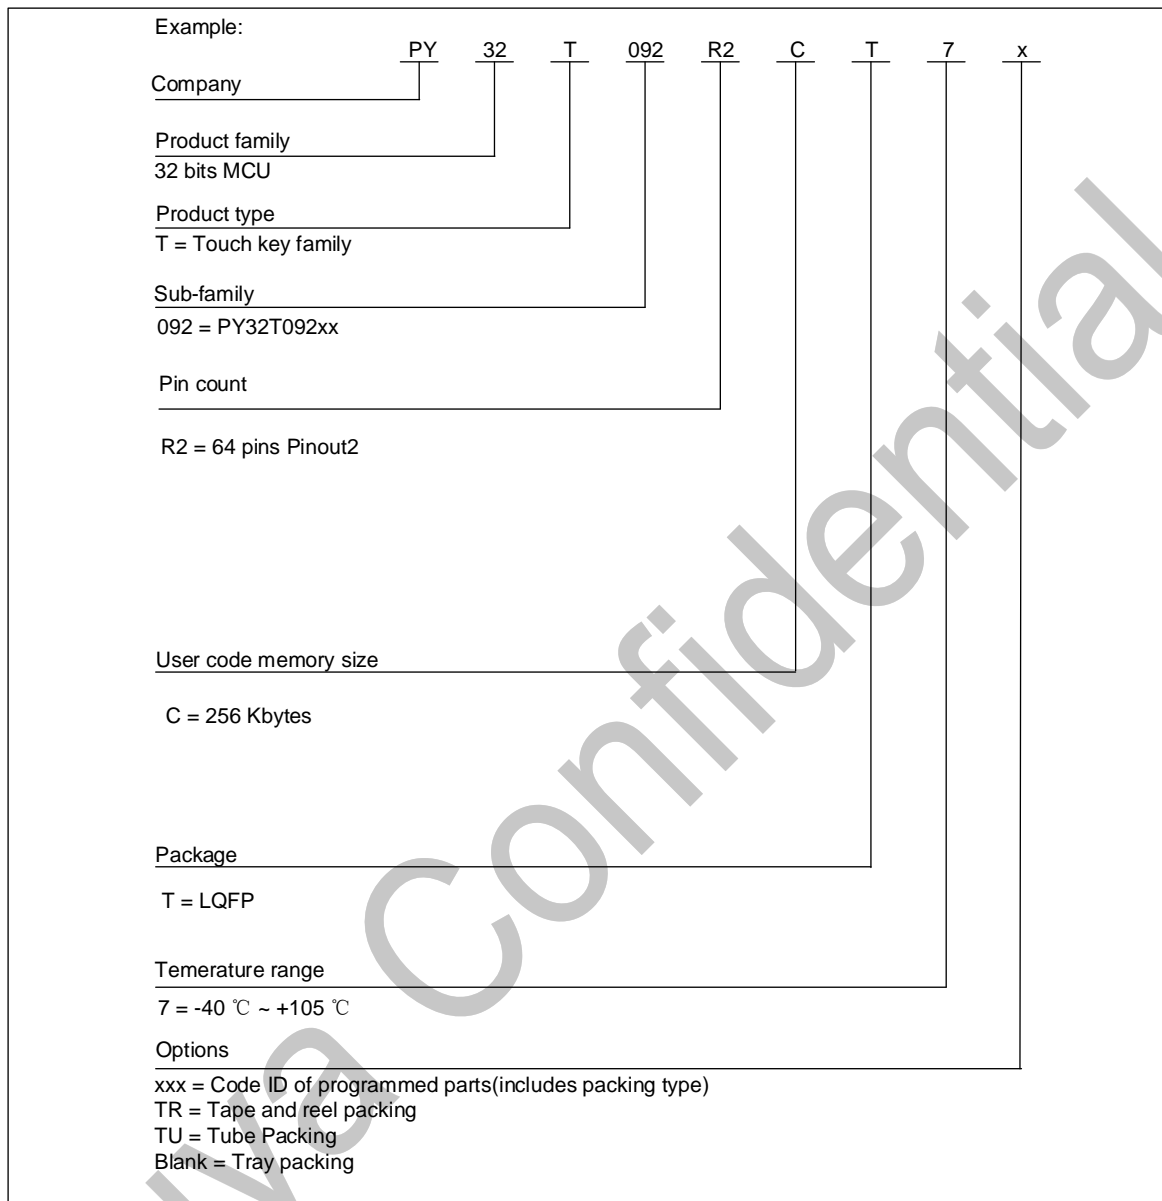 Example:
PY 32 T 092 R2 C T 7 x
Company
Product family
32 bits MCU
Product type
T = Touch key family
Sub-family
092 = PY32T092xx
Pin count
R2 = 64 pins Pinout2
User code memory size
C = 256 Kbytes
Package
T = LQFP
Temerature range
7 = -40 ℃ ~ +105 ℃
Options
xxx = Code ID of programmed parts(includes packing type)
TR = Tape and reel packing
TU = Tube Packing
Blank = Tray packing
Confidential